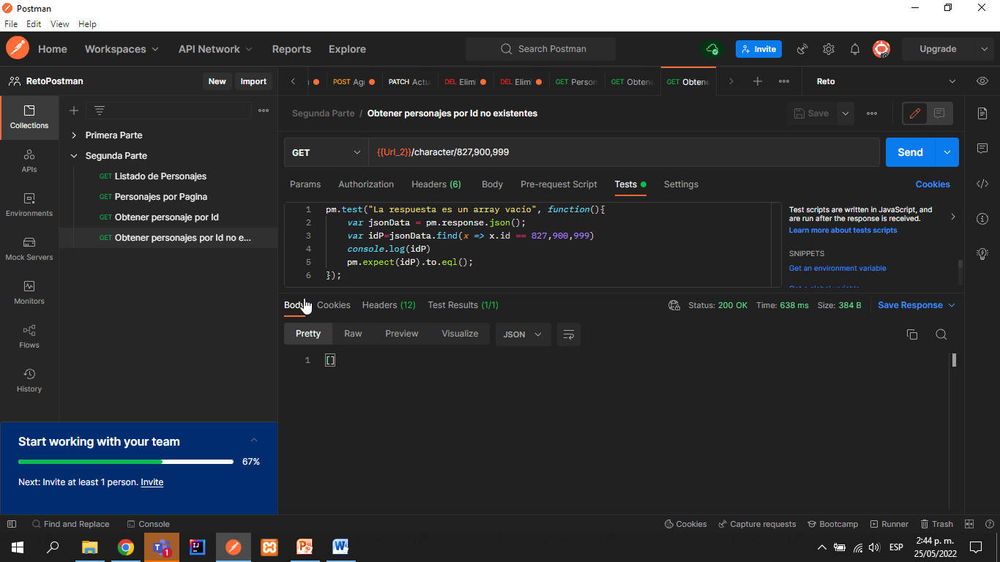 Postman
File Edit View Help
Home Workspaces API Network Reports Explore Search Postman Invite Upgrade
RetoPostman New Import
POST Agr PATCH Actu DEL Elimi DEL Elimi GET Person GET Obtene GET Obtene Reto
Segunda Parte / Obtener personajes por Id no existentes Save
GET {{Url_2}}/character/827,900,999 Send
Params Authorization Headers (6) Body Pre-request Script Tests Settings Cookies
Collections
APIs
Environments
Mock Servers
Monitors
Flows
History
Primera Parte
Segunda Parte
GET Listado de Personajes
GET Personajes por Pagina
GET Obtener personaje por Id
GET Obtener personajes por Id no e...
1 pm.test("La respuesta es un array vacio", function(){
2 var jsonData = pm.response.json();
3 var idP=jsonData.find(x => x.id == 827,900,999)
4 console.log(idP)
5 pm.expect(idP).to.eql();
6 });
Test scripts are written in JavaScript, and
are run after the response is received.
Learn more about tests scripts
SNIPPETS
Get an environment variable
Body Cookies Headers (12) Test Results (1/1) Status: 200 OK Time: 638 ms Size: 384 B Save Response
Pretty Raw Preview Visualize JSON
1 []
Start working with your team
67%
Next: Invite at least 1 person. Invite
Find and Replace Console Cookies Capture requests Bootcamp Runner Trash
ESP
2:44 p. m.
25/05/2022